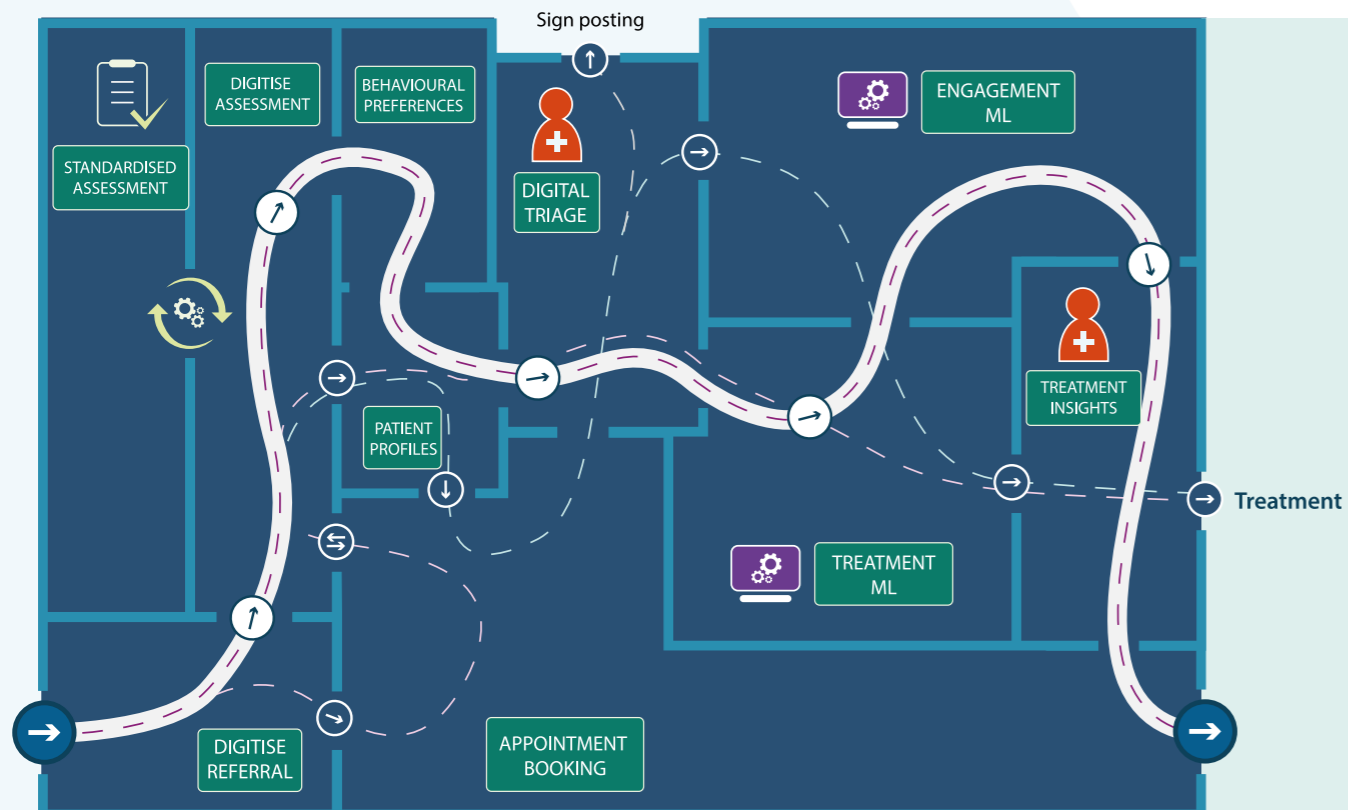 Sign posting
STANDARDISED
ASSESSMENT
DIGITISE
ASSESSMENT
BEHAVIOURAL
PREFERENCES
DIGITAL
TRIAGE
ENGAGEMENT
ML
PATIENT
PROFILES
TREATMENT
INSIGHTS
Treatment
TREATMENT
ML
DIGITISE
REFERRAL
APPOINTMENT
BOOKING